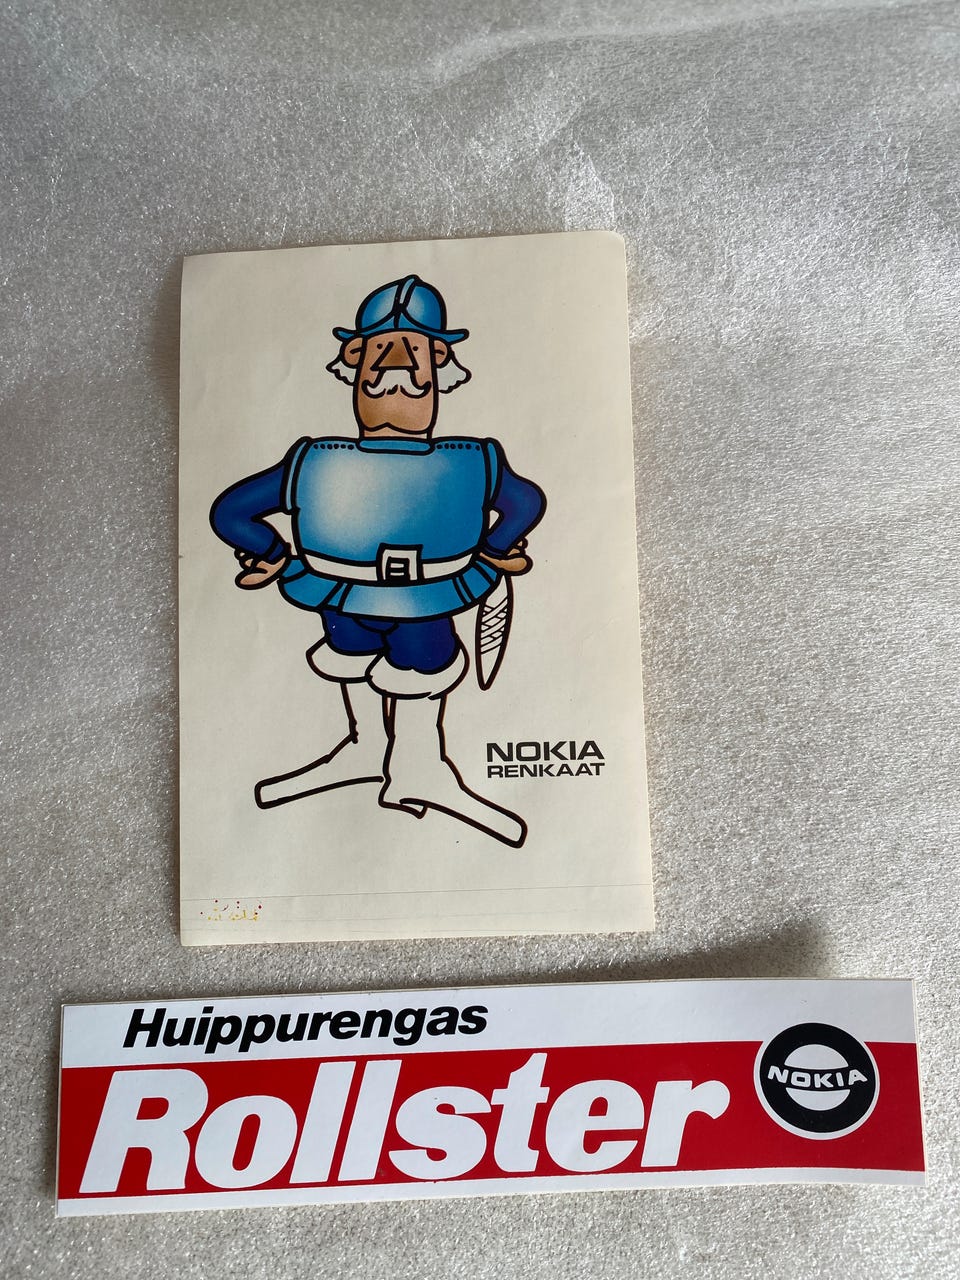 NOKIA
RENKAAT
Huippurengas
Rollster
NOKIA